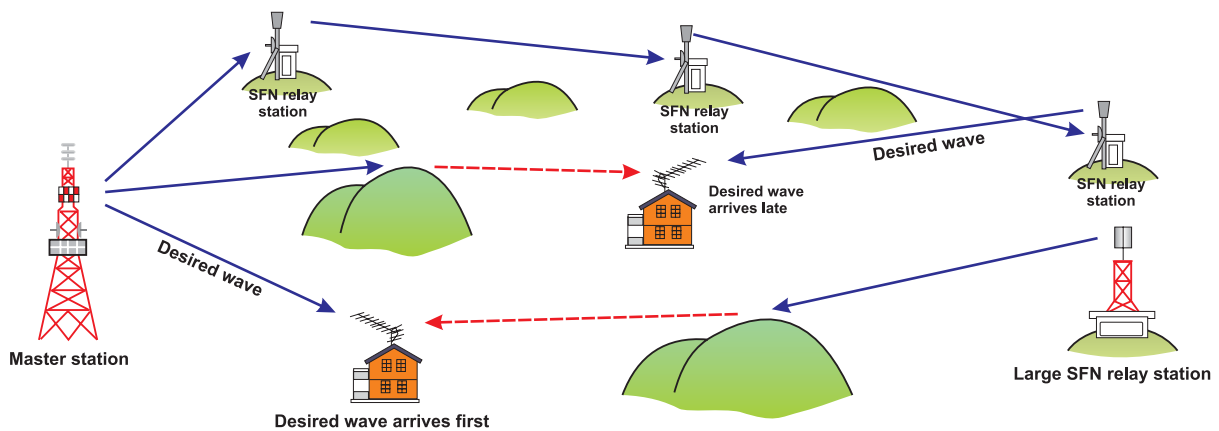 SFN relay
station
SFN relay
station
Desired wave
SFN relay
station
Desired wave
arrives late
Desired wave
Master station
Large SFN relay station
Desired wave arrives first